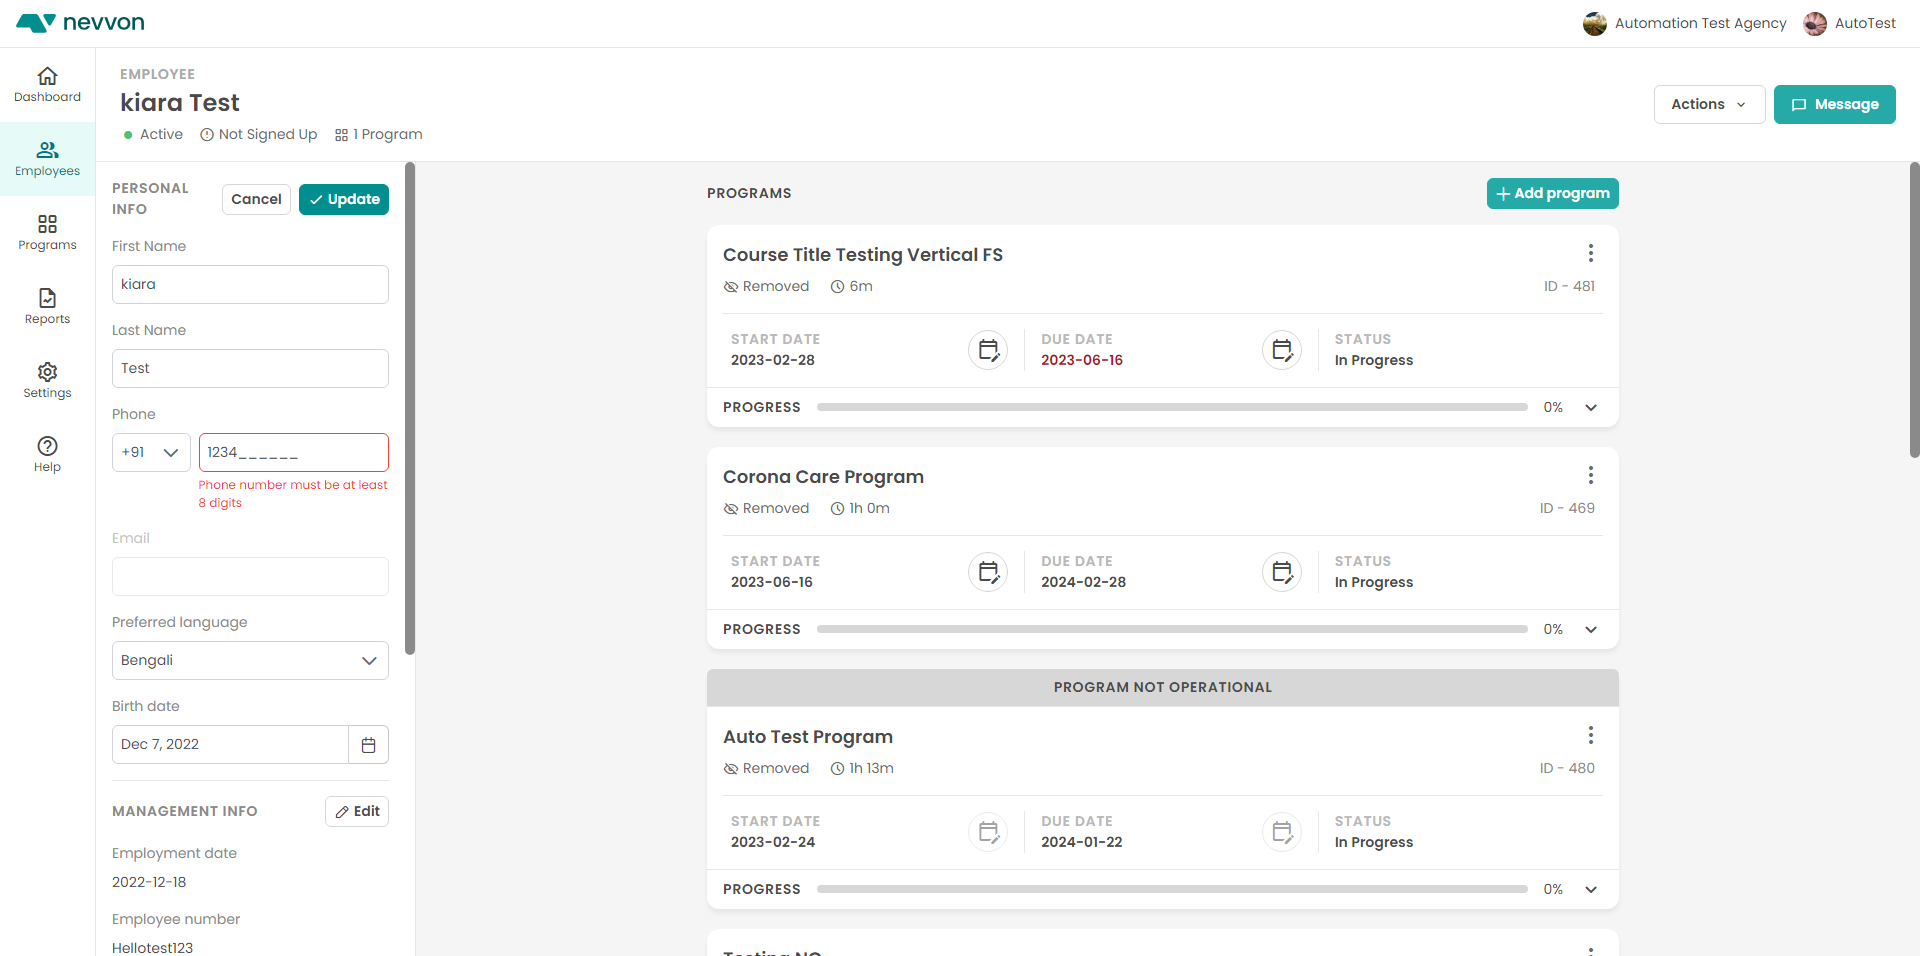 nevvon
Automation Test Agency
AutoTest
Dashboard
Employees
Programs
Reports
Settings
Help
EMPLOYEE
kiara Test
Active
Not Signed Up
1 Program
Actions
Message
PERSONAL
INFO
Cancel
Update
First Name
kiara
Last Name
Test
Phone
+91
1234______
Phone number must be at least
8 digits
Email
Preferred language
Bengali
Birth date
Dec 7, 2022
MANAGEMENT INFO
Edit
Employment date
2022-12-18
Employee number
Hellotest123
PROGRAMS
Add program
Course Title Testing Vertical FS
Removed
6m
ID - 481
START DATE
2023-02-28
DUE DATE
2023-06-16
STATUS
In Progress
PROGRESS
0%
Corona Care Program
Removed
1h 0m
ID - 469
START DATE
2023-06-16
DUE DATE
2024-02-28
STATUS
In Progress
PROGRESS
0%
PROGRAM NOT OPERATIONAL
Auto Test Program
Removed
1h 13m
ID - 480
START DATE
2023-02-24
DUE DATE
2024-01-22
STATUS
In Progress
PROGRESS
0%